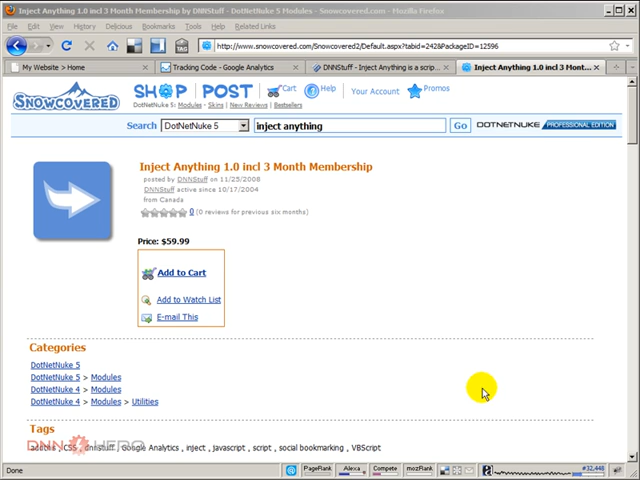 Inject Anything 1.0 incl 3 Month Membership by DNNStuff - DotNetNuke 5 Modules - Snowcovered.com - Mozilla Firefox
File Edit View History Delicious Bookmarks Tools Help Related Links
http://www.snowcovered.com/Snowcovered2/Default.aspx?tabid=242&PackageID=12596
My Website > Home
Tracking Code - Google Analytics
DNNStuff - Inject Anything is a scrip...
Inject Anything 1.0 incl 3 Mont...
SNOWCOVERED
SHOP POST Cart Help Your Account Promos
DotNetNuke 5: Modules - Skins | New Reviews | Bestsellers
Search DotNetNuke 5 inject anything Go DOTNETNUKE PROFESSIONAL EDITION
Inject Anything 1.0 incl 3 Month Membership
posted by DNNStuff on 11/25/2008
DNNStuff active since 10/17/2004
from Canada
0 (0 reviews for previous six months)
Price: $59.99
Add to Cart
Add to Watch List
E-mail This
Categories
DotNetNuke 5
DotNetNuke 5 > Modules
DotNetNuke 4 > Modules
DotNetNuke 4 > Modules > Utilities
Tags
addthis , CSS , dnnstuff , Google Analytics , inject , javascript , script , social bookmarking , VBScript
DNN HERO
Done PageRank Alexa Compete mozRank #32,448